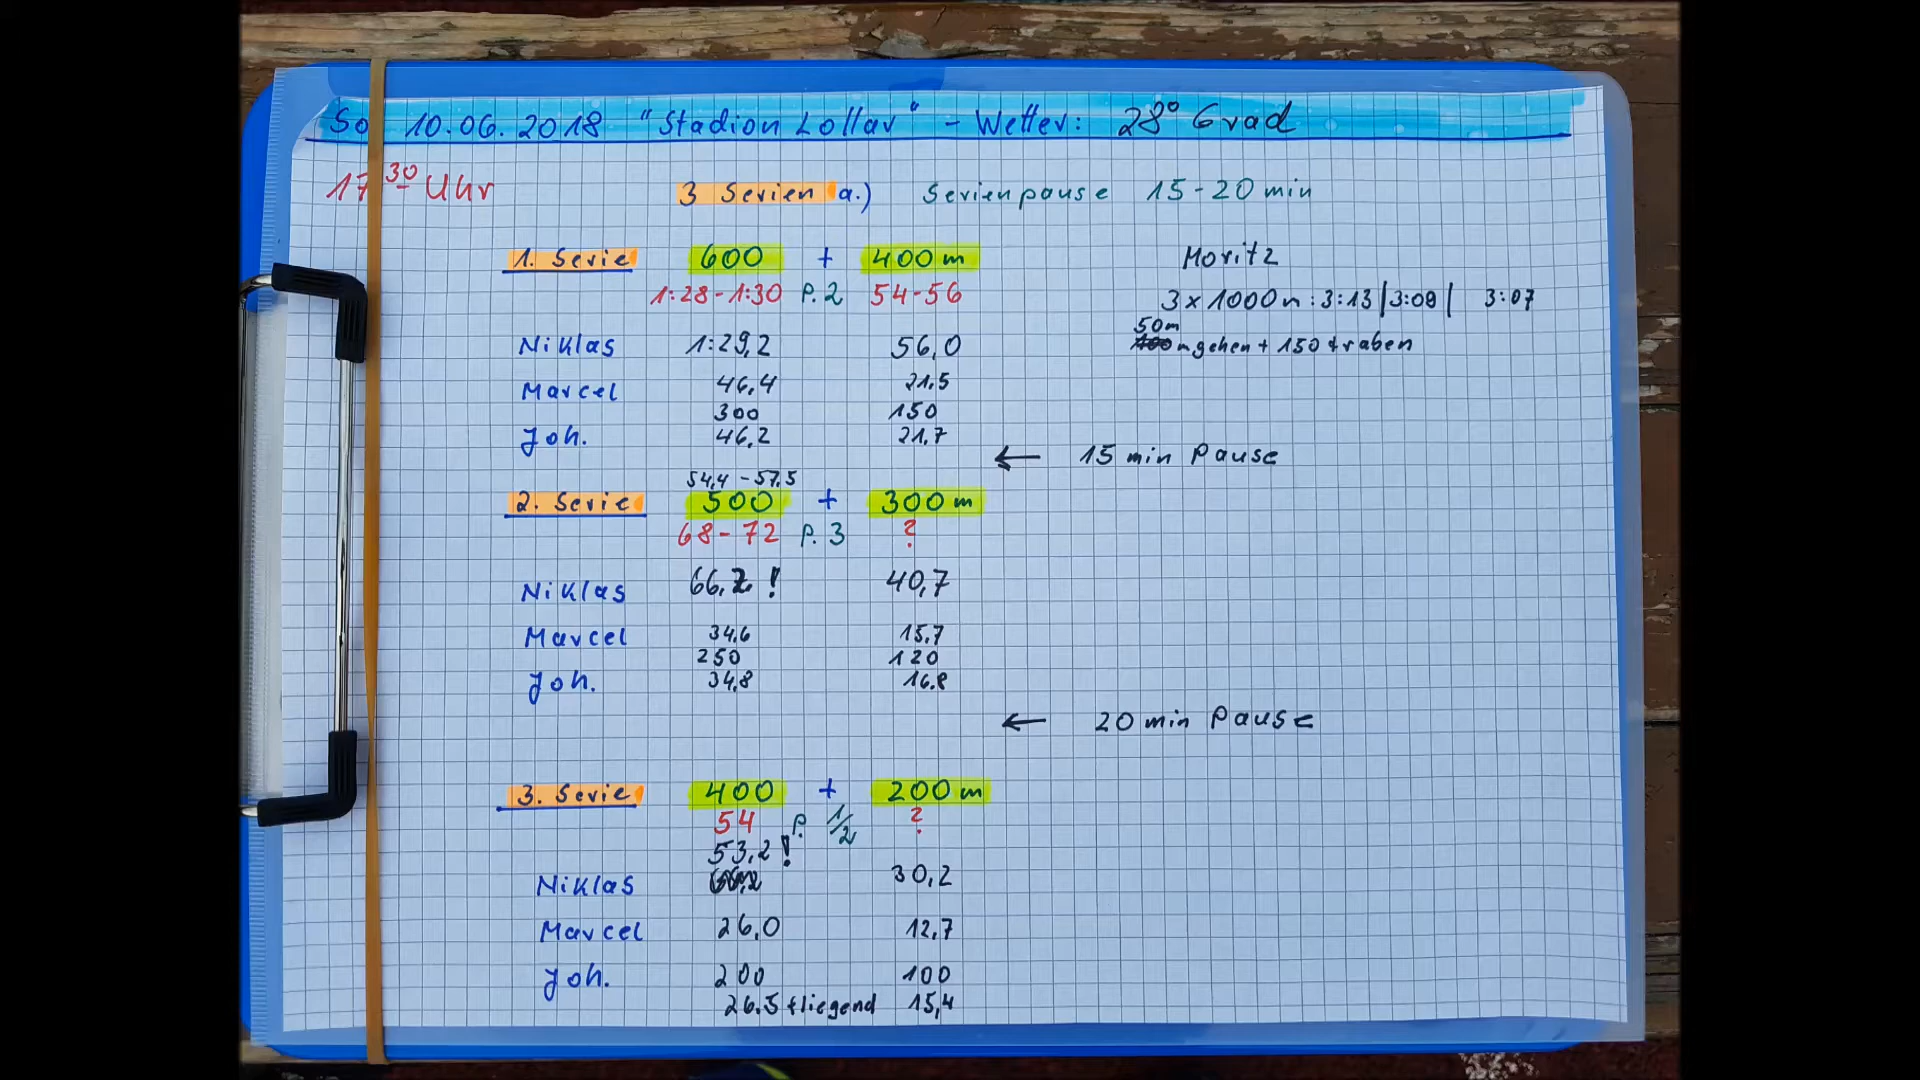 So 10.06.2018 "Stadion Lollar" - Wetter: 28° Grad
17 30 Uhr
3 Serien a.) Serienpause 15-20 min
1. Serie 600 + 400 m
1:28-1:30 P. 2 54-56
Moritz
3 x 1000 m: 3:13 | 3:09 | 3:07
50m
m gehen + 150 traben
Niklas 1:29,2 56,0
Marcel 46,4 21,5
300 150
Joh. 46,2 21,7
← 15 min Pause
54,4 - 57,5
2. Serie 500 + 300 m
68-72 P. 3 ?
Niklas 66,2! 40,7
Marcel 34,6 15,7
250 120
Joh. 34,8 16.8
← 20 min Pause
3. Serie 400 + 200 m
54 P. 1/2 ?
53,2!
Niklas 30,2
Marcel 26,0 12,7
Joh. 200 100
26.5 fliegend 15,4